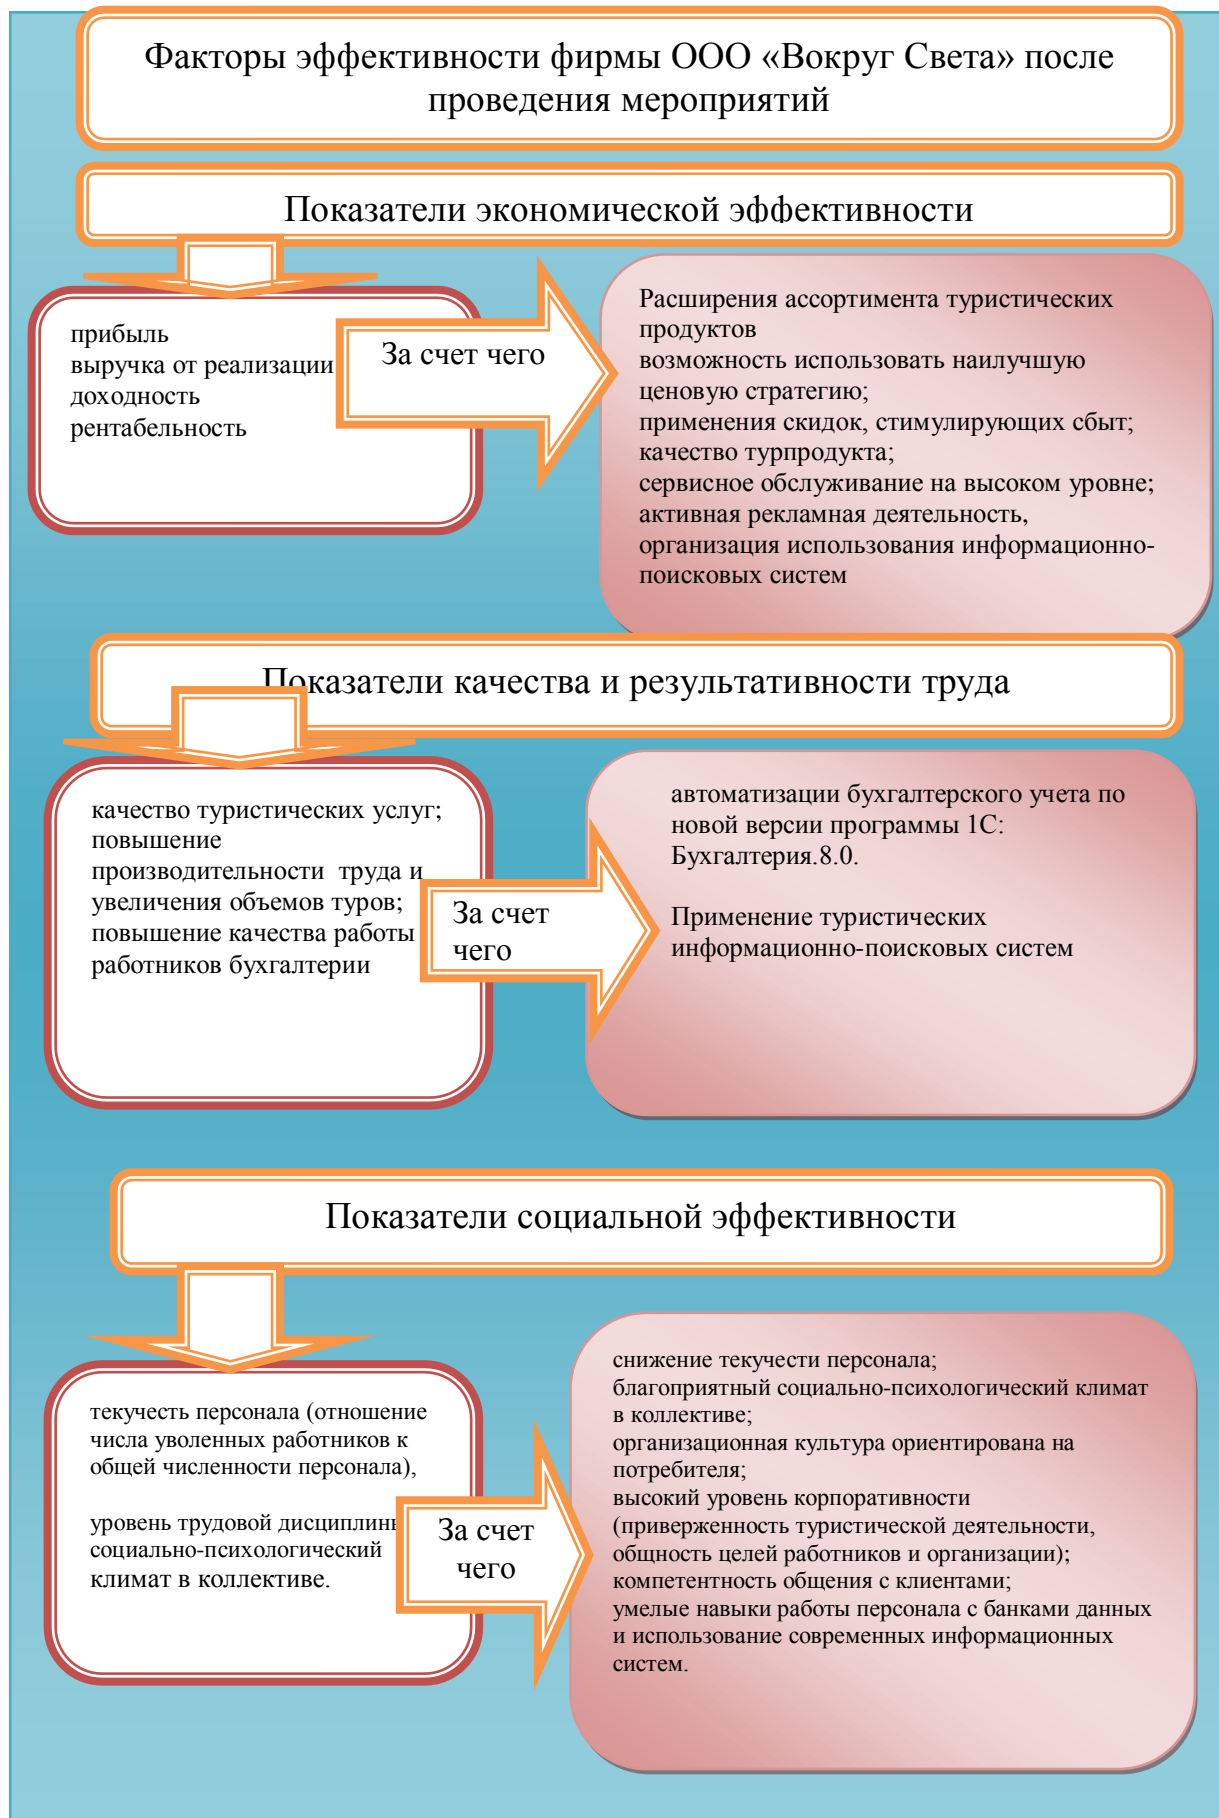 Факторы эффективности фирмы ООО «Вокруг Света» после
проведения мероприятий
Показатели экономической эффективности
прибыль
выручка от реализации
доходность
рентабельность
За счет чего
Расширения ассортимента туристических
продуктов
возможность использовать наилучшую
ценовую стратегию;
применения скидок, стимулирующих сбыт;
качество турпродукта;
сервисное обслуживание на высоком уровне;
активная рекламная деятельность,
организация использования информационно-
поисковых систем
Показатели качества и результативности труда
качество туристических услуг;
повышение
производительности труда и
увеличения объемов туров;
повышение качества работы
работников бухгалтерии
За счет
чего
автоматизации бухгалтерского учета по
новой версии программы 1С:
Бухгалтерия.8.0.
Применение туристических
информационно-поисковых систем
Показатели социальной эффективности
текучесть персонала (отношение
числа уволенных работников к
общей численности персонала),
уровень трудовой дисциплины
социально-психологический
климат в коллективе.
За счет
чего
снижение текучести персонала;
благоприятный социально-психологический климат
в коллективе;
организационная культура ориентирована на
потребителя;
высокий уровень корпоративности
(приверженность туристической деятельности,
общность целей работников и организации);
компетентность общения с клиентами;
умелые навыки работы персонала с банками данных
и использование современных информационных
систем.